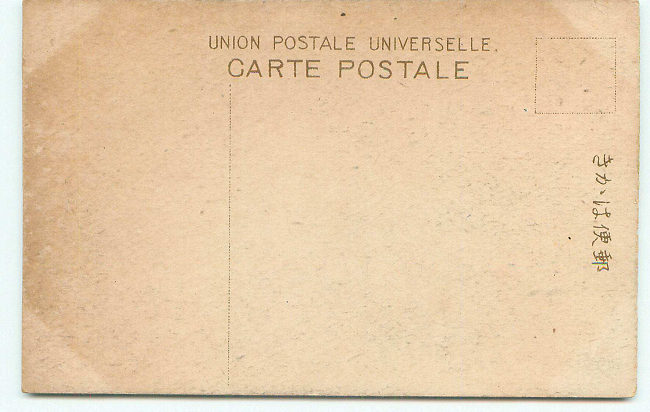 UNION POSTALE UNIVERSELLE.
CARTE POSTALE
郵便はかき